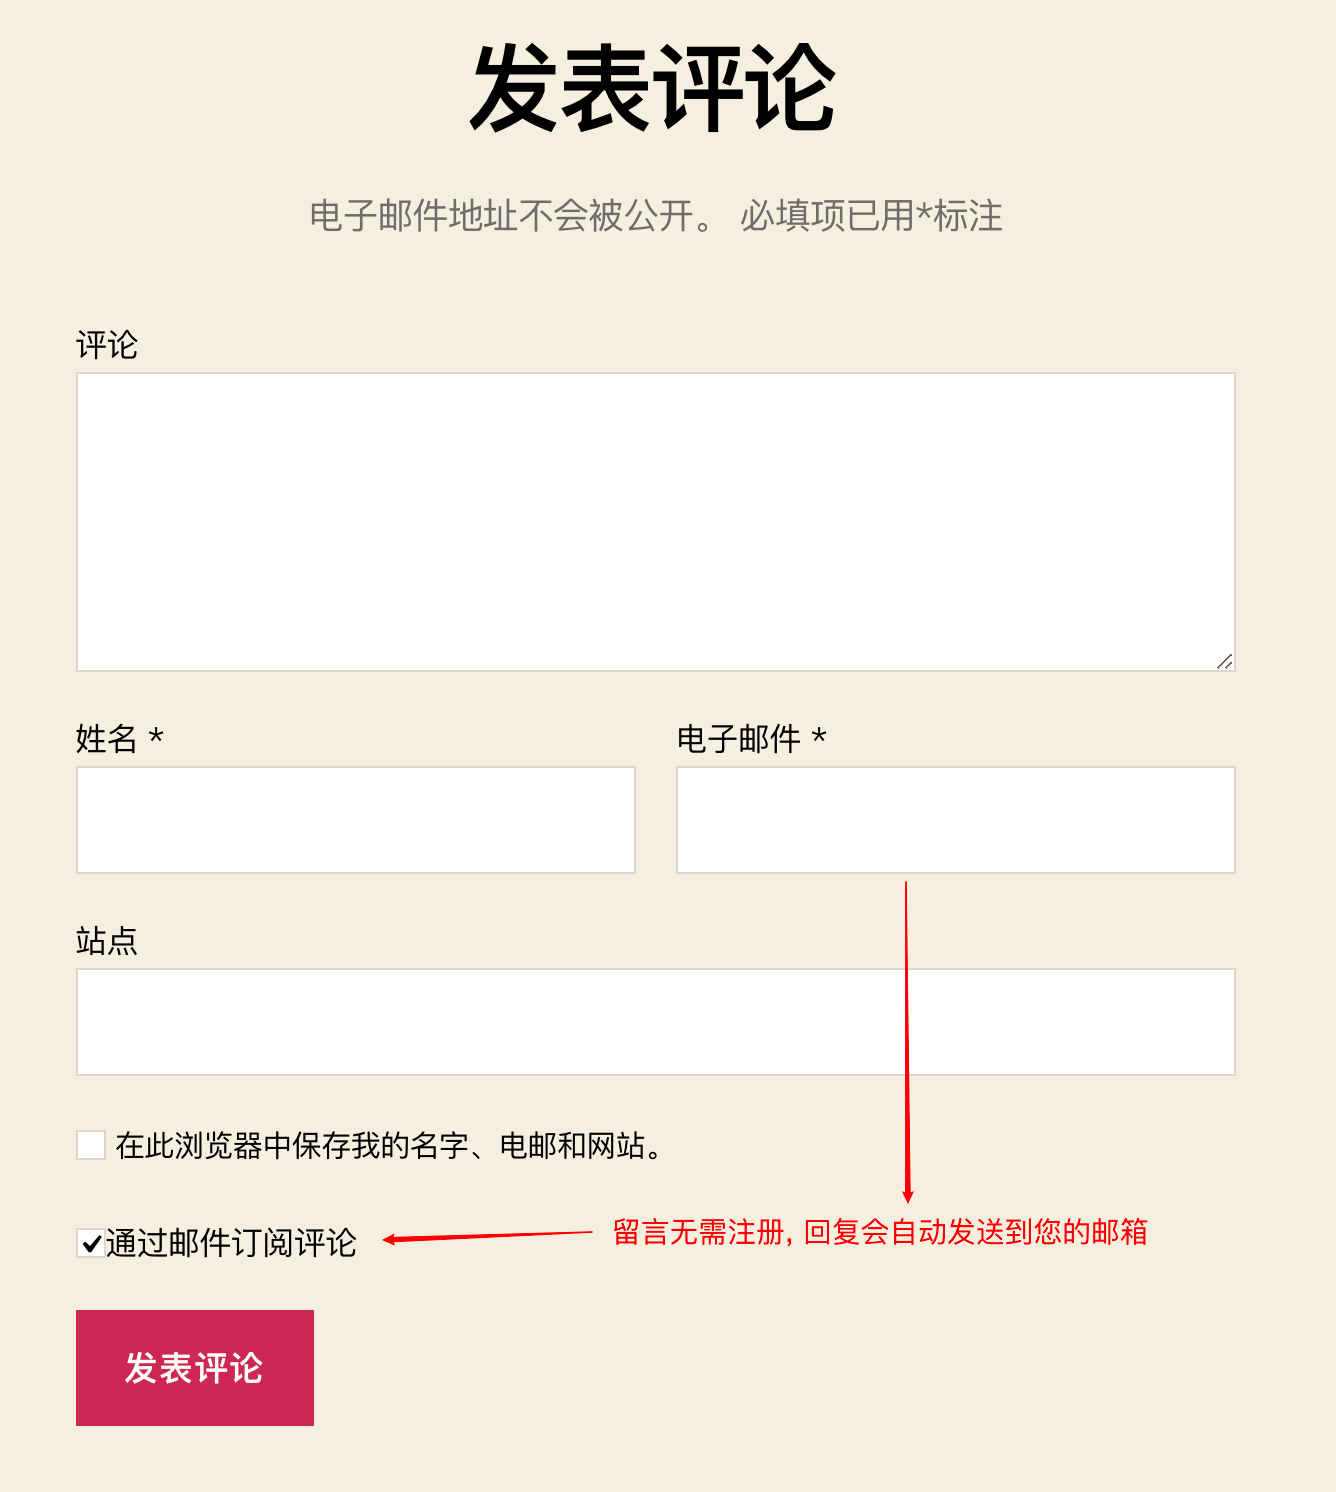 发表评论
电子邮件地址不会被公开。 必填项已用*标注
评论
姓名 *
电子邮件 *
站点
在此浏览器中保存我的名字、电邮和网站。
通过邮件订阅评论
留言无需注册, 回复会自动发送到您的邮箱
发表评论